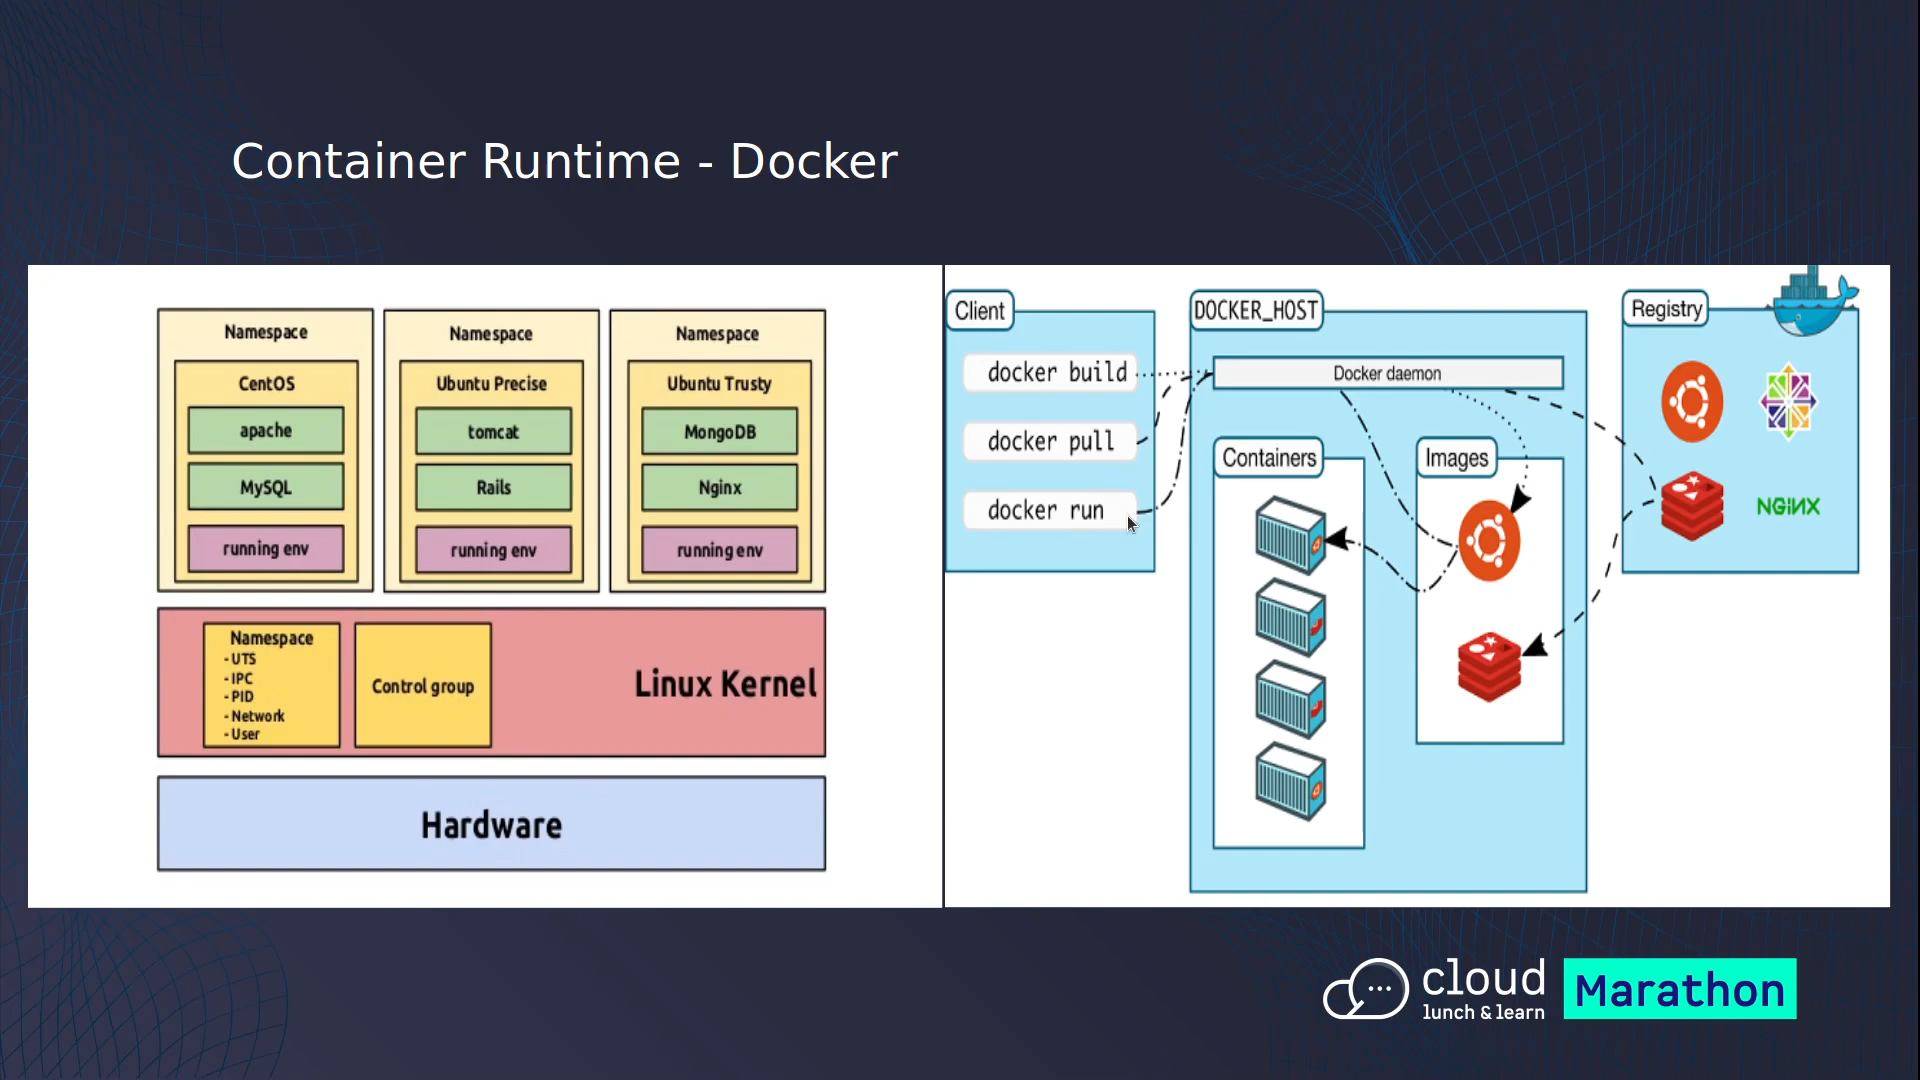 Container Runtime - Docker
Namespace
CentOS
apache
MySQL
running env
Namespace
Ubuntu Precise
tomcat
Rails
running env
Namespace
Ubuntu Trusty
MongoDB
Nginx
running env
Namespace
- UTS
- IPC
- PID
- Network
- User
Control group
Linux Kernel
Hardware
Client
docker build
docker pull
docker run
DOCKER_HOST
Docker daemon
Containers
Images
Registry
NGINX
cloud
lunch & learn
Marathon